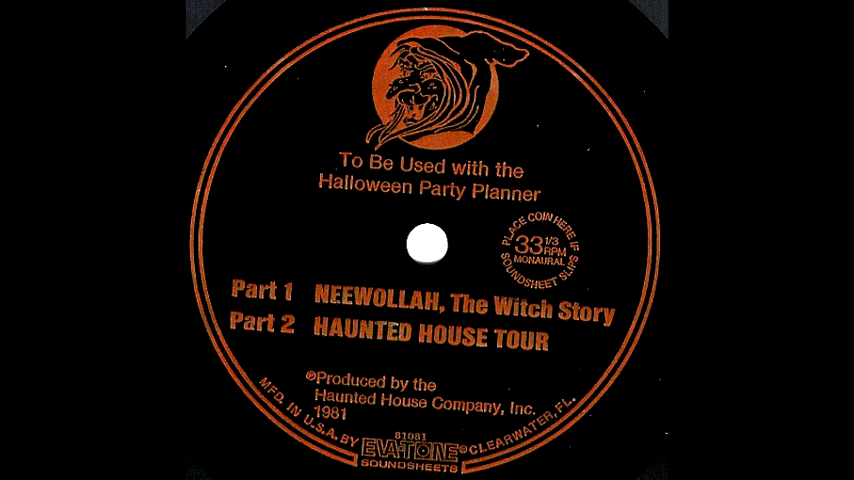 To Be Used with the
Halloween Party Planner
PLACE COIN HERE IF
SOUNDSHEET SLIPS
33 1/3
RPM
MONAURAL
Part 1 NEEWOLLAH, The Witch Story
Part 2 HAUNTED HOUSE TOUR
℗Produced by the
Haunted House Company, Inc.
1981
81081
MFD. IN U.S.A. BY EVA-TONE® CLEARWATER, FL.
SOUNDSHEETS